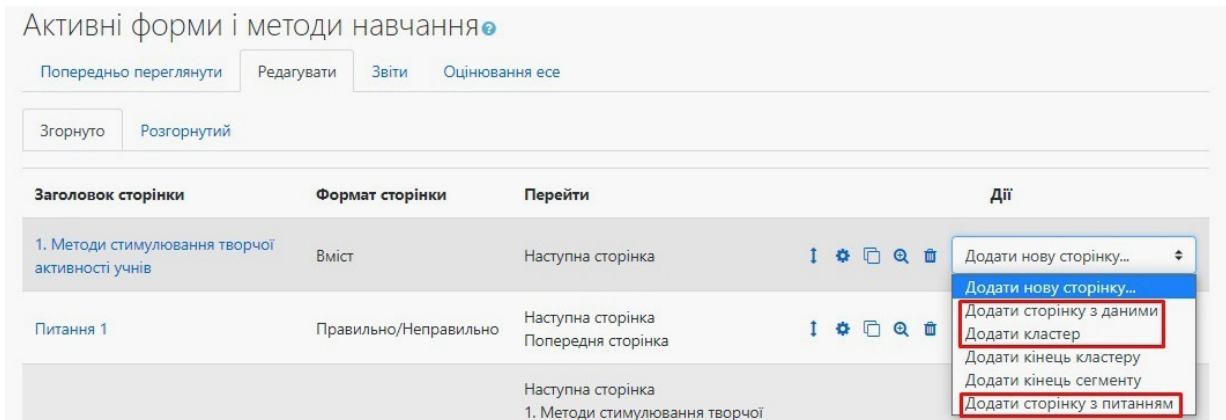 Активні форми і методи навчання
Попередньо переглянути Редагувати Звіти Оцінювання есе
Згорнуто Розгорнутий
Заголовок сторінки Формат сторінки Перейти Дії
1. Методи стимулювання творчої
активності учнів
Вміст
Наступна сторінка
Додати нову сторінку...
Додати нову сторінку...
Додати сторінку з даними
Додати кластер
Додати кінець кластеру
Додати кінець сегменту
Додати сторінку з питанням
Питання 1
Правильно/Неправильно
Наступна сторінка
Попередня сторінка
Наступна сторінка
1. Методи стимулювання творчої